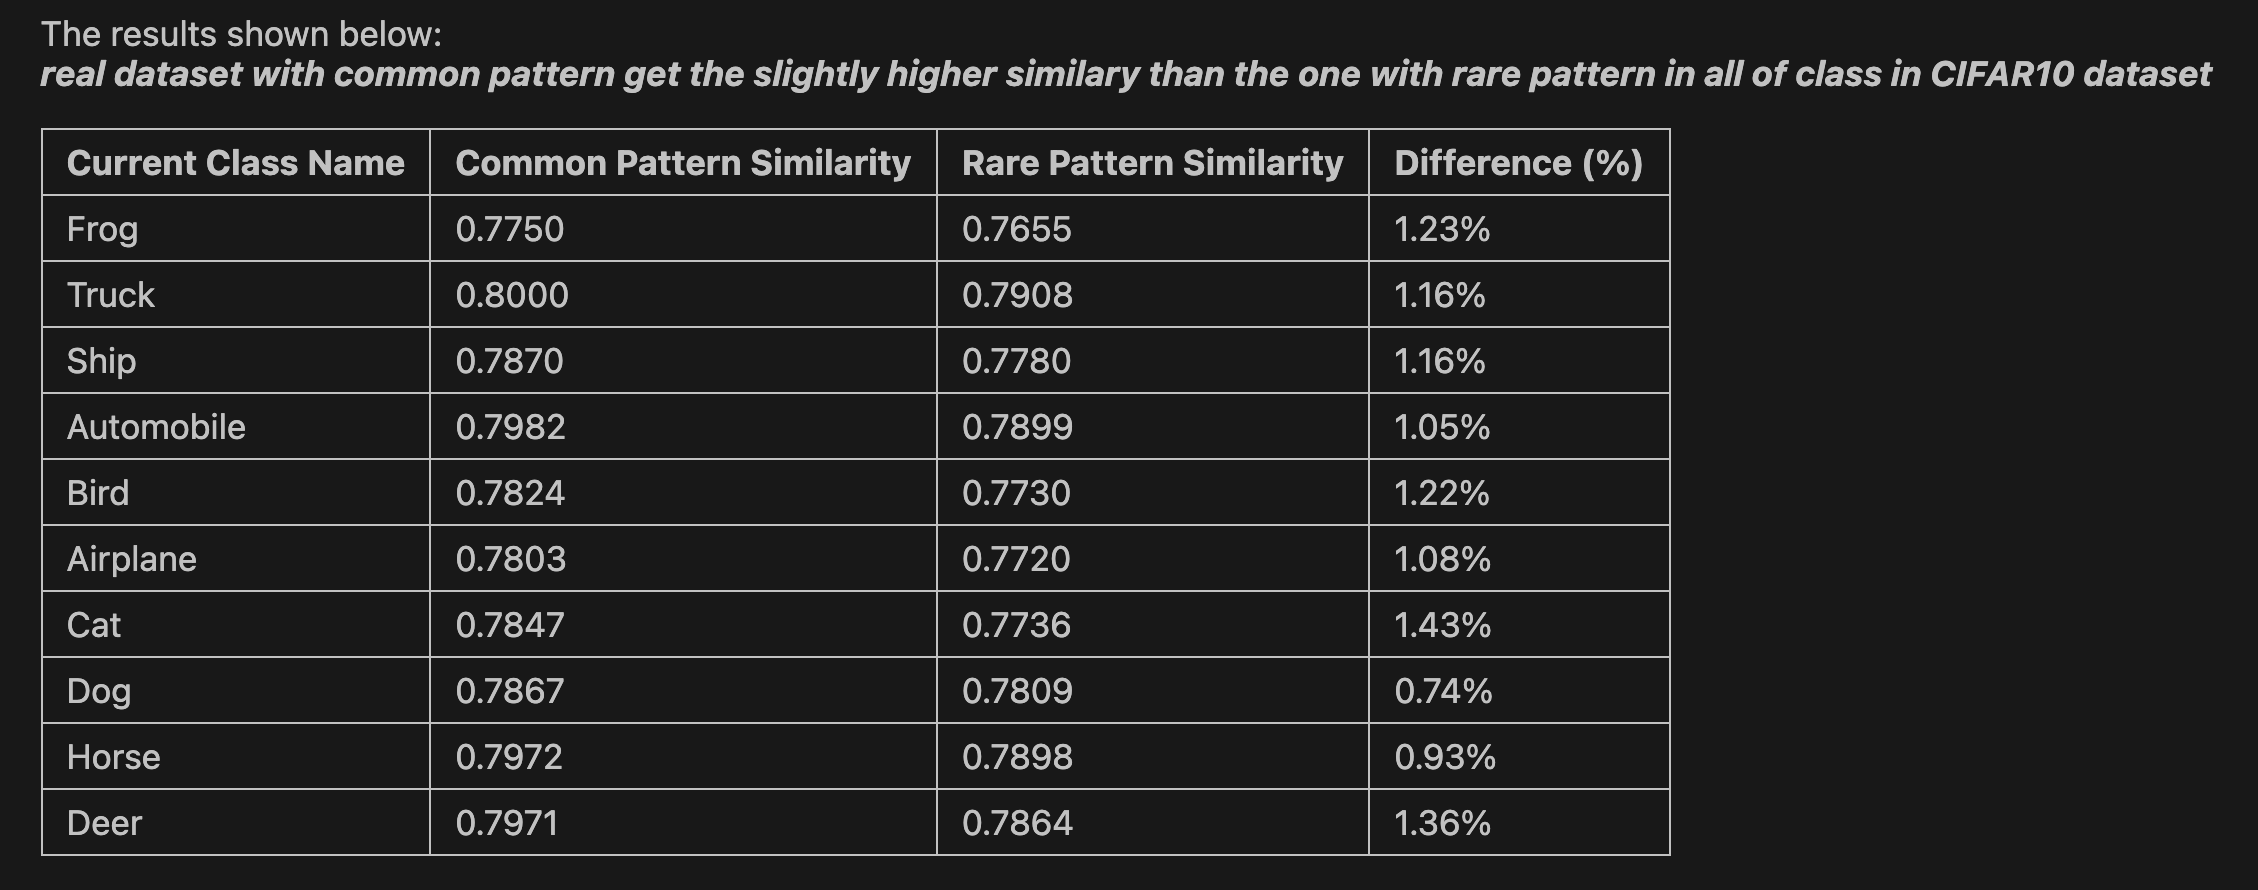 The results shown below:
real dataset with common pattern get the slightly higher similary than the one with rare pattern in all of class in CIFAR10 dataset
Current Class Name Common Pattern Similarity Rare Pattern Similarity Difference (%)
Frog 0.7750 0.7655 1.23%
Truck 0.8000 0.7908 1.16%
Ship 0.7870 0.7780 1.16%
Automobile 0.7982 0.7899 1.05%
Bird 0.7824 0.7730 1.22%
Airplane 0.7803 0.7720 1.08%
Cat 0.7847 0.7736 1.43%
Dog 0.7867 0.7809 0.74%
Horse 0.7972 0.7898 0.93%
Deer 0.7971 0.7864 1.36%